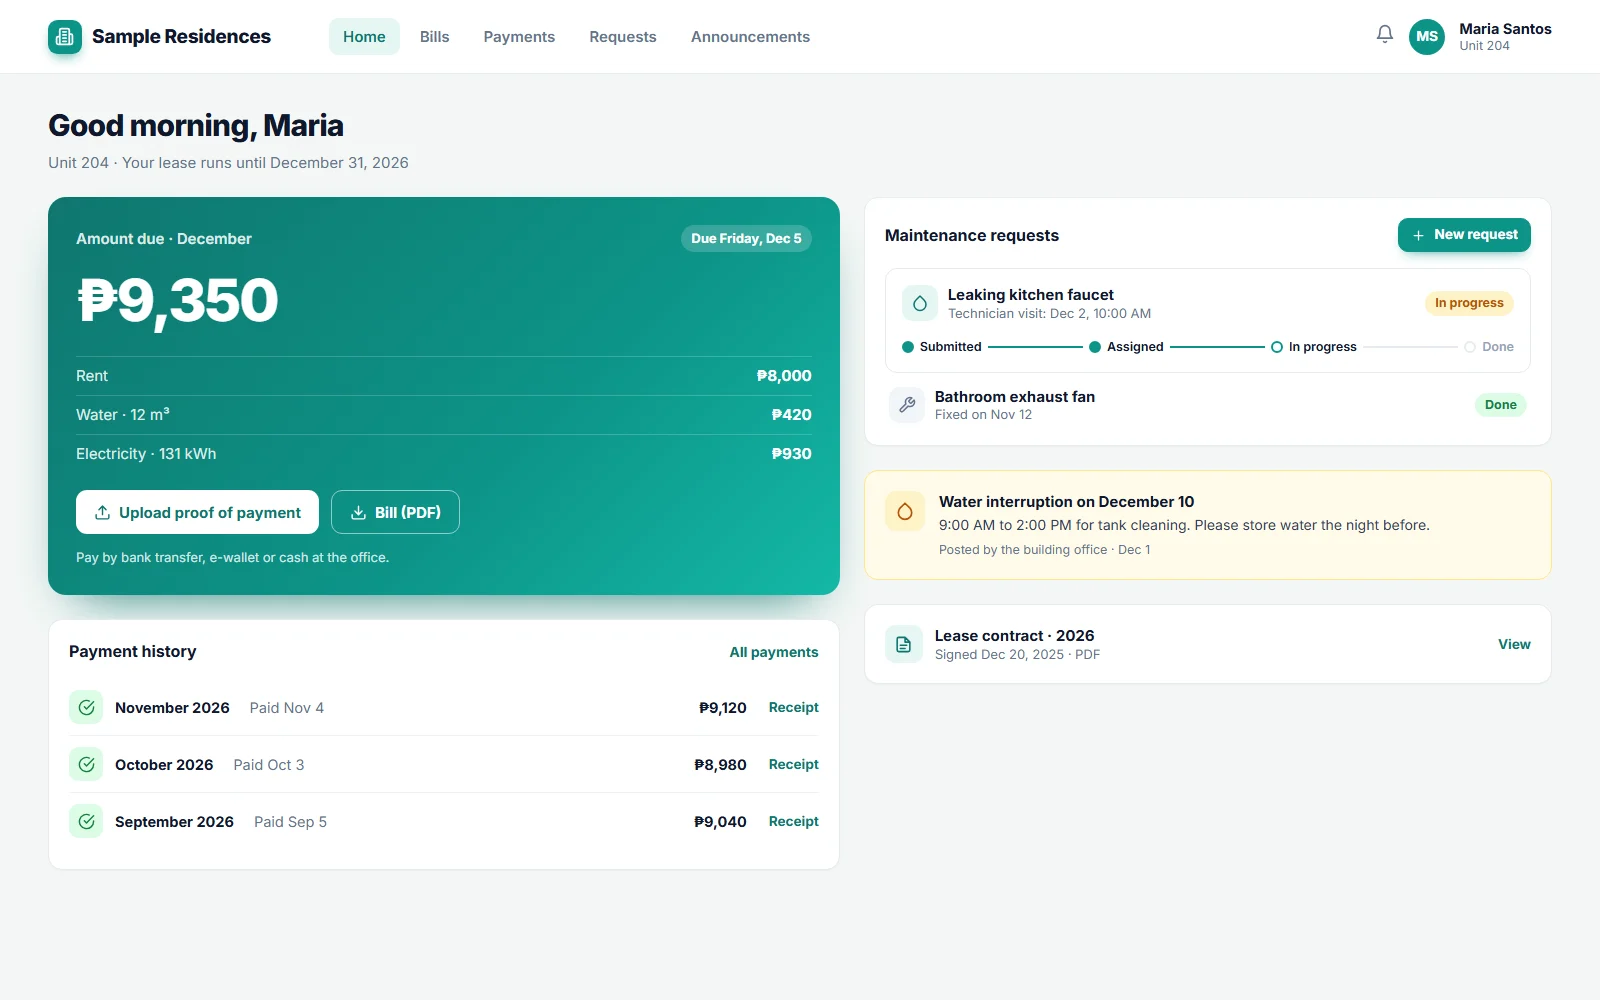 Sample Residences
Home
Bills
Payments
Requests
Announcements
MS
Maria Santos
Unit 204
Good morning, Maria
Unit 204 · Your lease runs until December 31, 2026
Amount due · December
Due Friday, Dec 5
₱9,350
Rent
₱8,000
Water · 12 m³
₱420
Electricity · 131 kWh
₱930
Upload proof of payment
Bill (PDF)
Pay by bank transfer, e-wallet or cash at the office.
Payment history
All payments
November 2026 Paid Nov 4 ₱9,120 Receipt
October 2026 Paid Oct 3 ₱8,980 Receipt
September 2026 Paid Sep 5 ₱9,040 Receipt
Maintenance requests
+ New request
Leaking kitchen faucet
Technician visit: Dec 2, 10:00 AM
In progress
Submitted Assigned In progress Done
Bathroom exhaust fan
Fixed on Nov 12
Done
Water interruption on December 10
9:00 AM to 2:00 PM for tank cleaning. Please store water the night before.
Posted by the building office · Dec 1
Lease contract · 2026
Signed Dec 20, 2025 · PDF
View